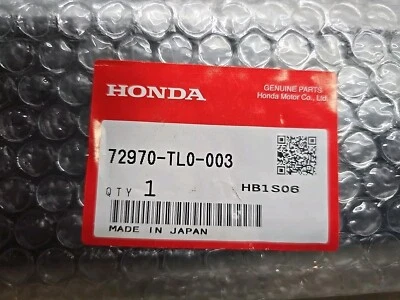 HONDA
GENUINE PARTS
Honda Motor Co., Ltd.
72970-TL0-003
QTY 1
HB1S06
MADE IN JAPAN